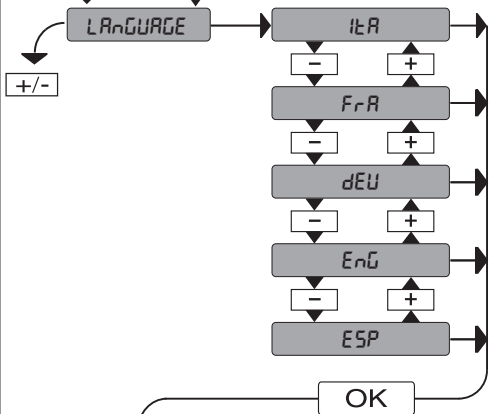 LAnGUAGE
ItA
+/-
- +
FrA
- +
dEU
- +
EnG
- +
ESP
OK